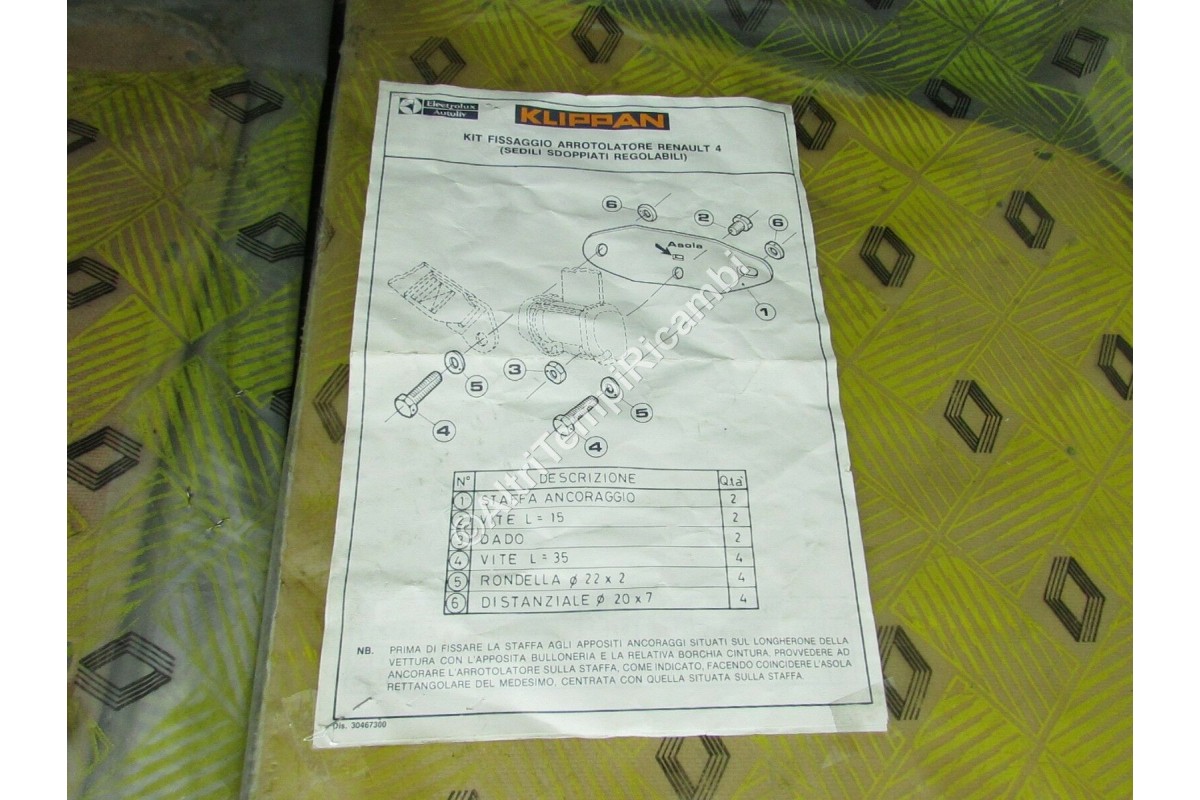 Electrolux
Autoliv
KLIPPAN
KIT FISSAGGIO ARROTOLATORE RENAULT 4
(SEDILI SDOPPIATI REGOLABILI)
6
2
6
Asola
1
3
5
5
4
4
N° DESCRIZIONE Q.tà
1 STAFFA ANCORAGGIO 2
2 VITE L = 15 2
3 DADO 2
4 VITE L = 35 4
5 RONDELLA ø 22 x 2 4
6 DISTANZIALE ø 20 x 7 4
NB. PRIMA DI FISSARE LA STAFFA AGLI APPOSITI ANCORAGGI SITUATI SUL LONGHERONE DELLA
VETTURA CON L'APPOSITA BULLONERIA E LA RELATIVA BORCHIA CINTURA, PROVVEDERE AD
ANCORARE L'ARROTOLATORE SULLA STAFFA, COME INDICATO, FACENDO COINCIDERE L'ASOLA
RETTANGOLARE DEL MEDESIMO, CENTRATA CON QUELLA SITUATA SULLA STAFFA.
Dis. 30467300
©AltriTempiRicambi